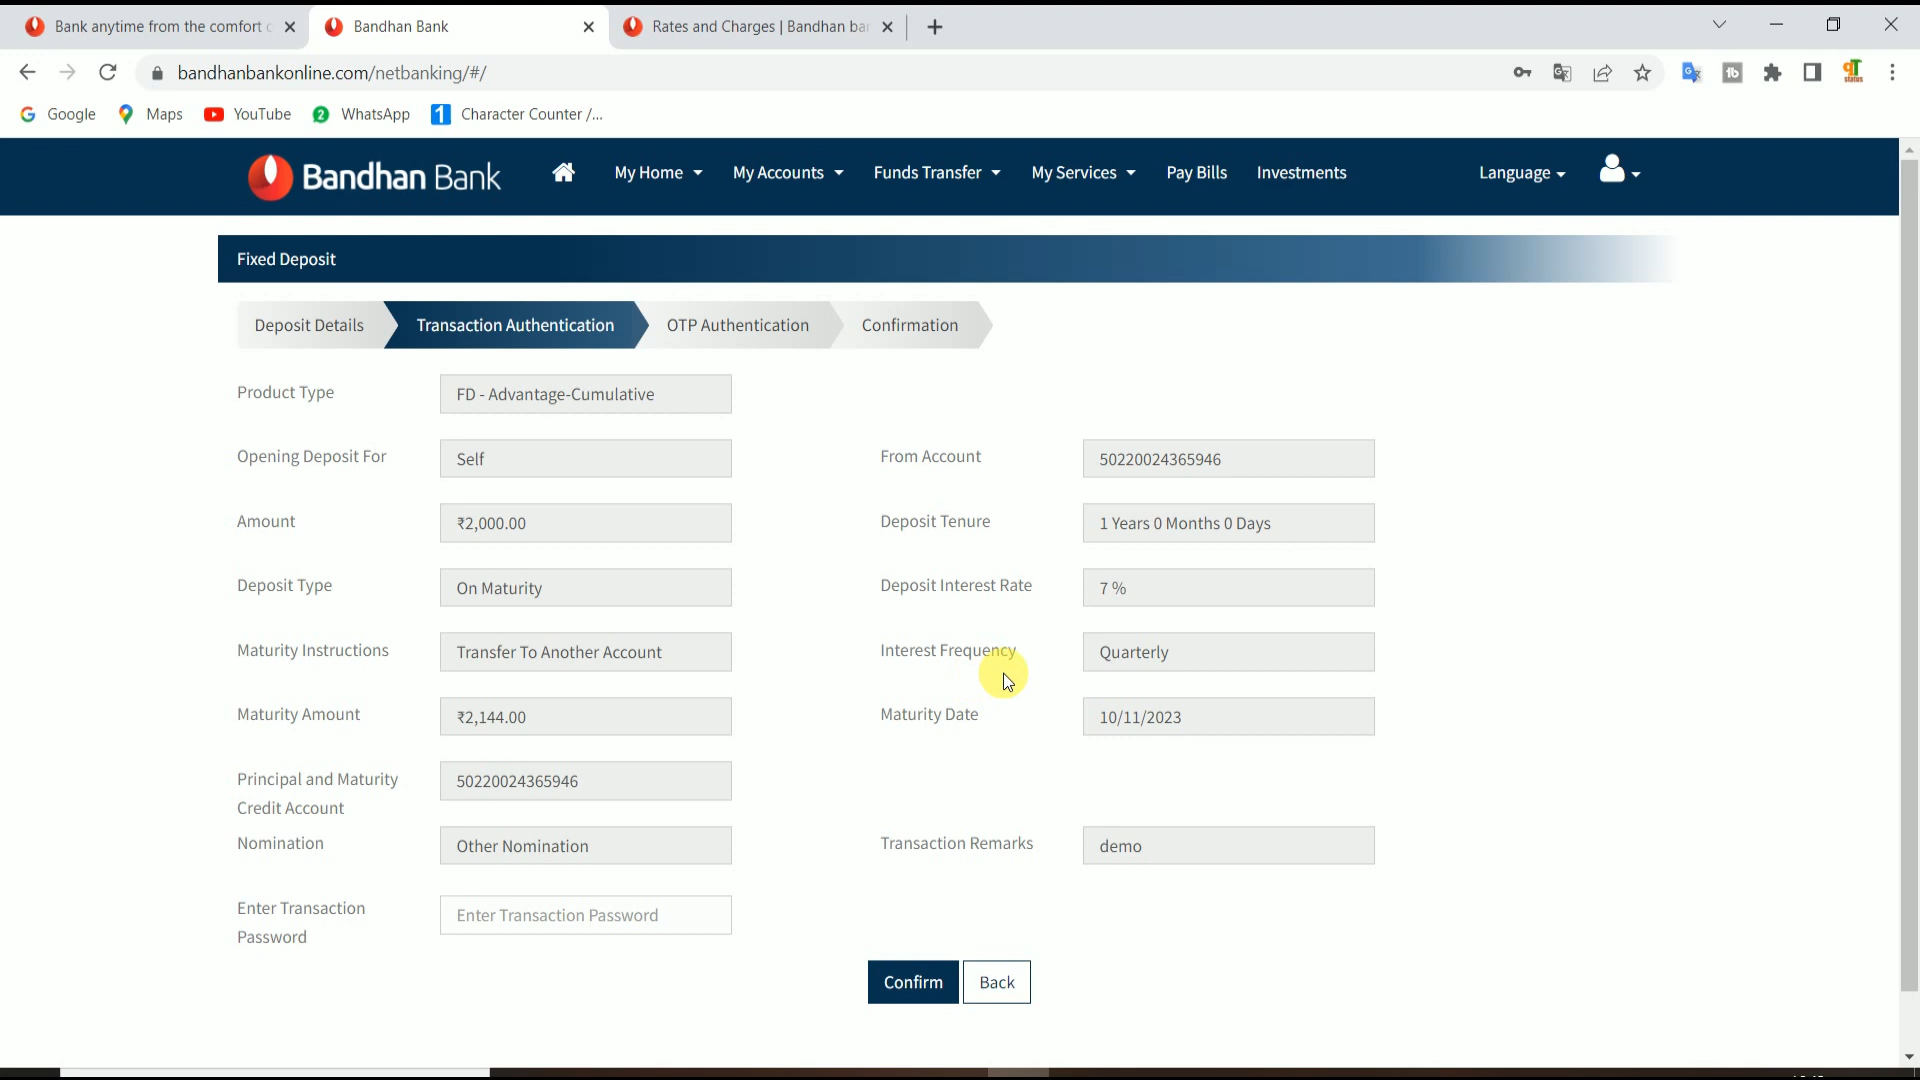 Bank anytime from the comfort
Bandhan Bank
Rates and Charges | Bandhan bar
bandhanbankonline.com/netbanking/#/
Google
Maps
YouTube
2
WhatsApp
1
Character Counter /...
Bandhan Bank
My Home
My Accounts
Funds Transfer
My Services
Pay Bills
Investments
Language
Fixed Deposit
Deposit Details
Transaction Authentication
OTP Authentication
Confirmation
Product Type
FD - Advantage-Cumulative
Opening Deposit For
Self
From Account
50220024365946
Amount
₹2,000.00
Deposit Tenure
1 Years 0 Months 0 Days
Deposit Type
On Maturity
Deposit Interest Rate
7 %
Maturity Instructions
Transfer To Another Account
Interest Frequency
Quarterly
Maturity Amount
₹2,144.00
Maturity Date
10/11/2023
Principal and Maturity
Credit Account
50220024365946
Nomination
Other Nomination
Transaction Remarks
demo
Enter Transaction
Password
Enter Transaction Password
Confirm
Back